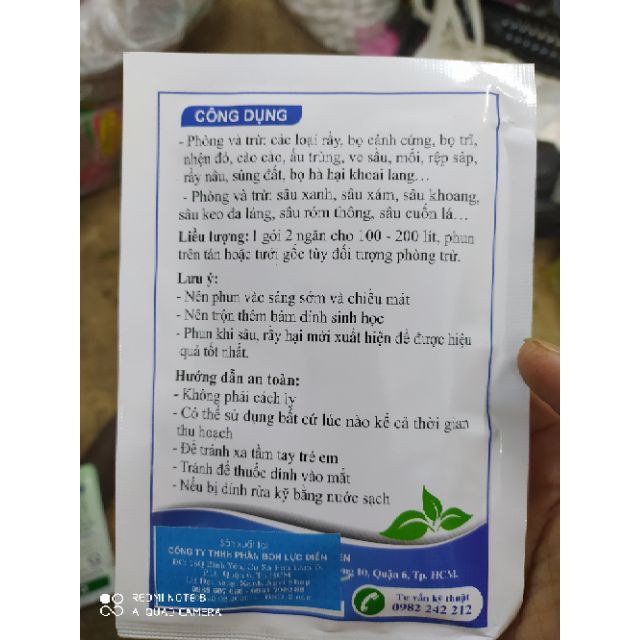 CÔNG DỤNG
- Phòng và trừ: các loại rầy, bọ cánh cứng, bọ trĩ,
nhện đỏ, cào cào, ấu trùng, ve sầu, mối, rệp sáp,
rầy nâu, sùng đất, bọ hà hại khoai lang...
- Phòng và trừ: sâu xanh, sâu xám, sâu khoang,
sâu keo da láng, sâu róm thông, sâu cuốn lá...
Liều lượng: 1 gói 2 ngăn cho 100 - 200 lít, phun
trên tán hoặc tưới gốc tùy đối tượng phòng trừ.
Lưu ý:
- Nên phun vào sáng sớm và chiều mát
- Nên trộn thêm bám dính sinh học
- Phun khi sâu, rầy hại mới xuất hiện để được hiệu
quả tốt nhất.
Hướng dẫn an toàn:
- Không phải cách ly
- Có thể sử dụng bất cứ lúc nào kể cả thời gian
thu hoạch
- Để tránh xa tầm tay trẻ em
- Tránh để thuốc dính vào mắt
- Nếu bị dính rửa kỹ bằng nước sạch
Sản xuất tại
CÔNG TY TNHH PHÂN BÓN LỰC ĐIỀN
10, Quận 6, Tp. HCM.
Tư vấn kỹ thuật
0982 242 212
REDMI NOTE 8
AI QUAD CAMERA